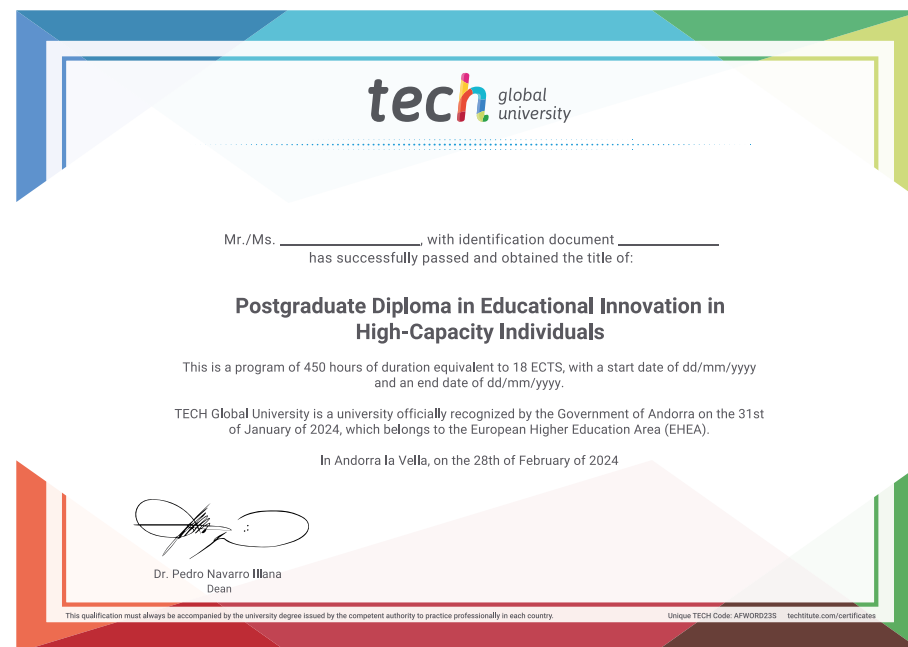 tech global university
Mr./Ms. ____________________, with identification document ______________
has successfully passed and obtained the title of:
Postgraduate Diploma in Educational Innovation in
High-Capacity Individuals
This is a program of 450 hours of duration equivalent to 18 ECTS, with a start date of dd/mm/yyyy
and an end date of dd/mm/yyyy.
TECH Global University is a university officially recognized by the Government of Andorra on the 31st
of January of 2024, which belongs to the European Higher Education Area (EHEA).
In Andorra la Vella, on the 28th of February of 2024
Dr. Pedro Navarro Illana
Dean
This qualification must always be accompanied by the university degree issued by the competent authority to practice professionally in each country.
Unique TECH Code: AFWORD23S techtitute.com/certificates